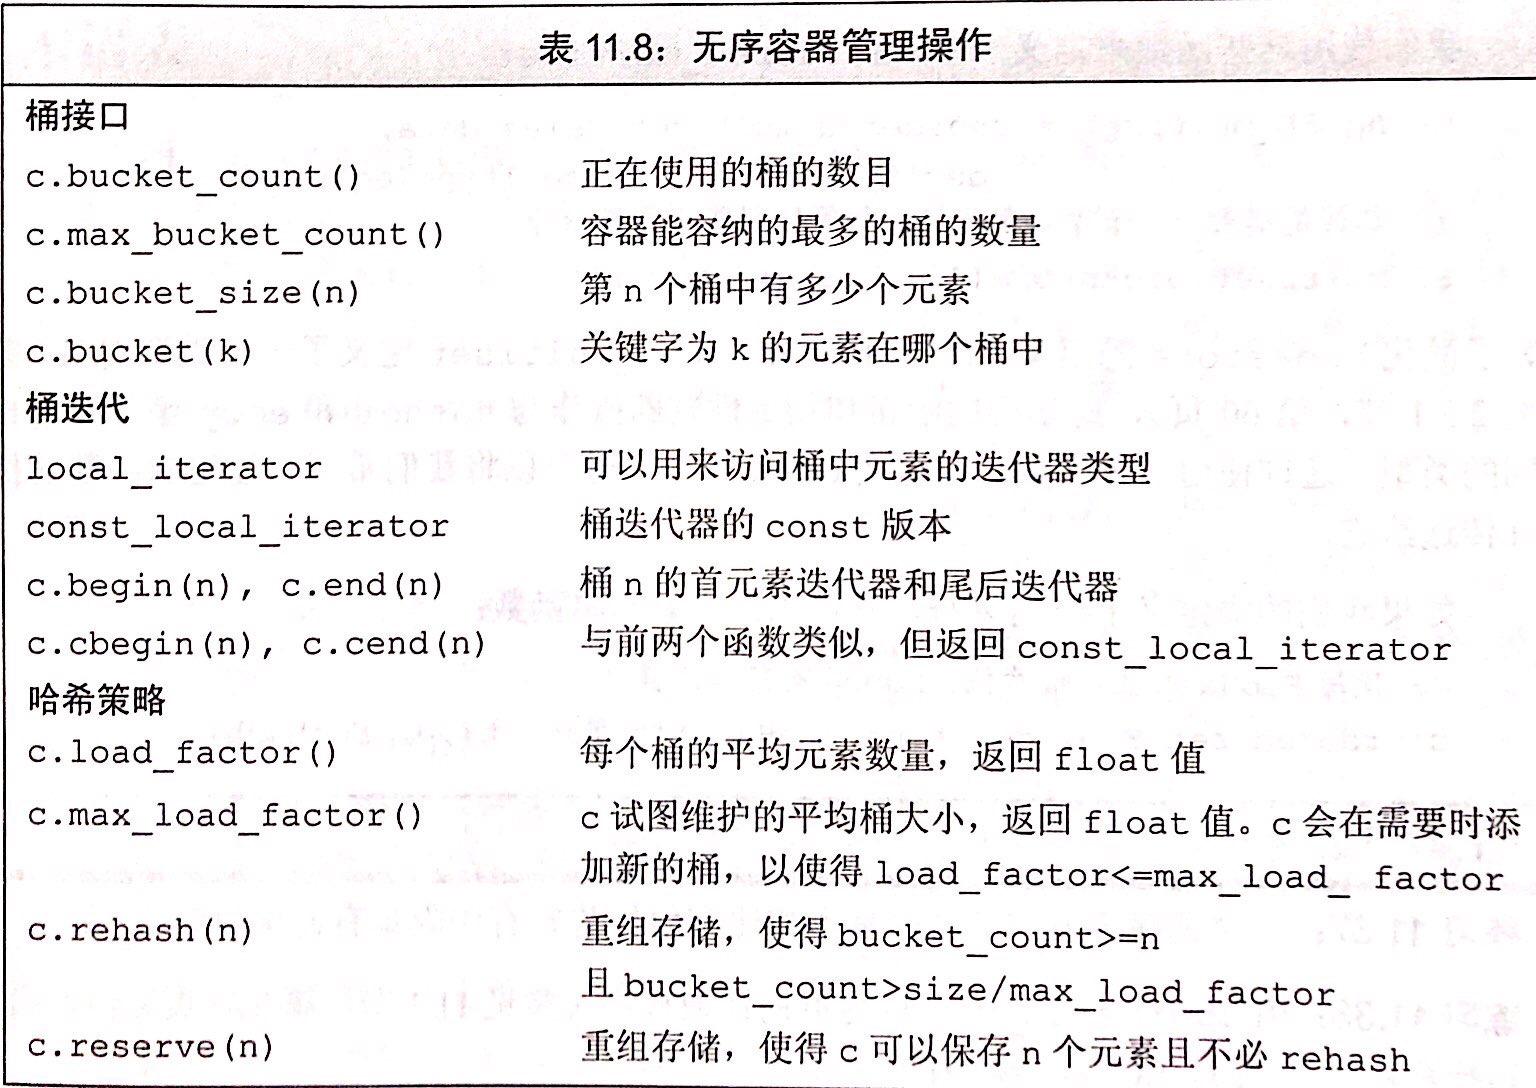 表 11.8：无序容器管理操作
桶接口
c.bucket_count() 正在使用的桶的数目
c.max_bucket_count() 容器能容纳的最多的桶的数量
c.bucket_size(n) 第 n 个桶中有多少个元素
c.bucket(k) 关键字为 k 的元素在哪个桶中
桶迭代
local_iterator 可以用来访问桶中元素的迭代器类型
const_local_iterator 桶迭代器的 const 版本
c.begin(n), c.end(n) 桶 n 的首元素迭代器和尾后迭代器
c.cbegin(n), c.cend(n) 与前两个函数类似，但返回 const_local_iterator
哈希策略
c.load_factor() 每个桶的平均元素数量，返回 float 值
c.max_load_factor() c 试图维护的平均桶大小，返回 float 值。c 会在需要时添
加新的桶，以使得 load_factor<=max_load_ factor
c.rehash(n) 重组存储，使得 bucket_count>=n
且 bucket_count>size/max_load_factor
c.reserve(n) 重组存储，使得 c 可以保存 n 个元素且不必 rehash